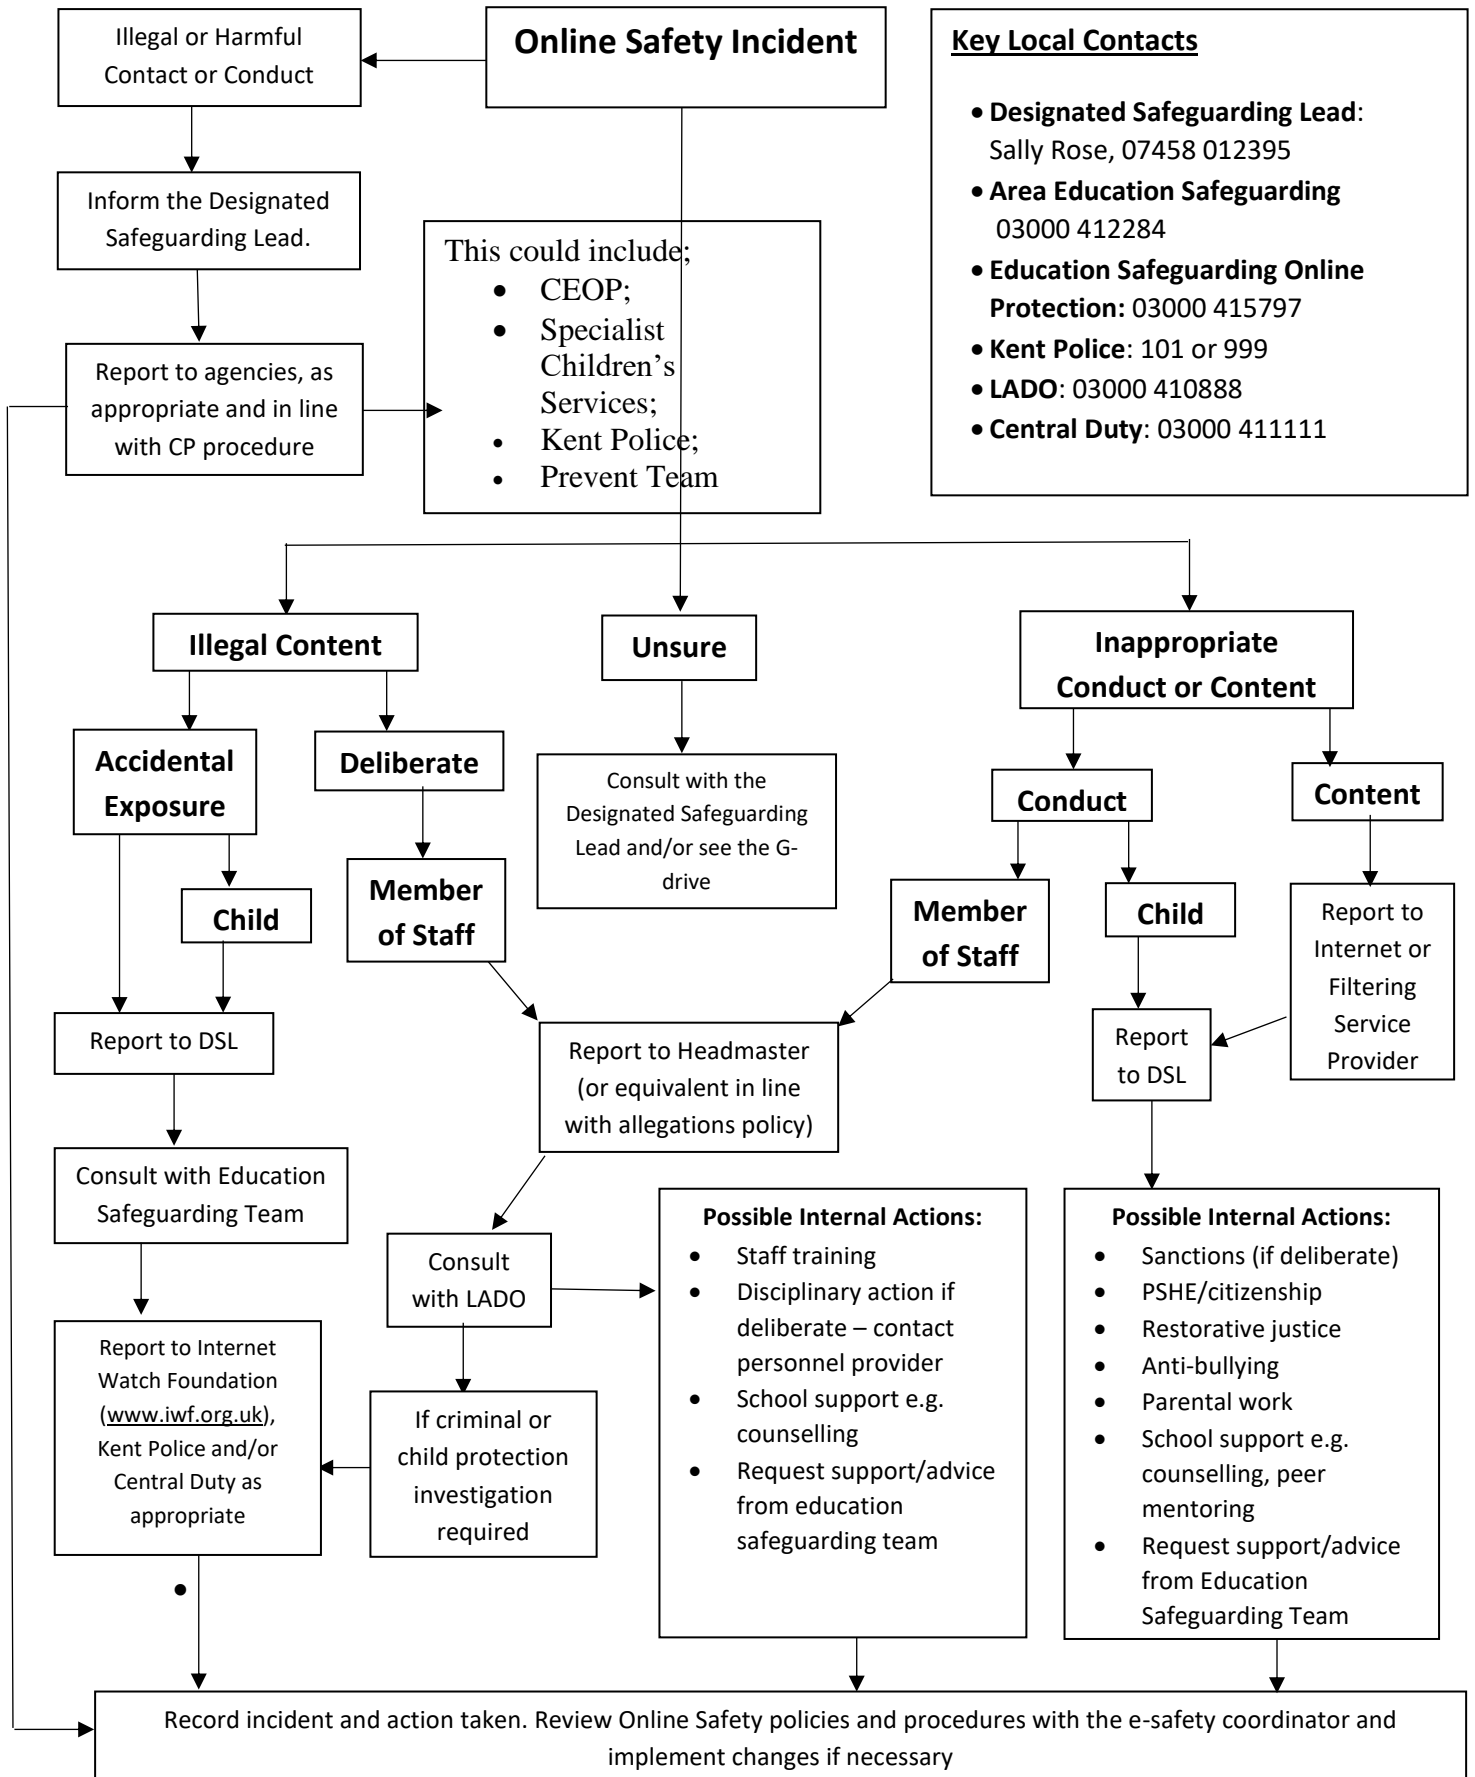 Illegal or Harmful
Contact or Conduct
Online Safety Incident
Key Local Contacts
• Designated Safeguarding Lead:
Sally Rose, 07458 012395
• Area Education Safeguarding
03000 412284
• Education Safeguarding Online
Protection: 03000 415797
• Kent Police: 101 or 999
• LADO: 03000 410888
• Central Duty: 03000 411111
Inform the Designated
Safeguarding Lead.
Report to agencies, as
appropriate and in line
with CP procedure
This could include;
• CEOP;
• Specialist
Children’s
Services;
• Kent Police;
• Prevent Team
Illegal Content
Unsure
Inappropriate
Conduct or Content
Accidental
Exposure
Deliberate
Consult with the
Designated Safeguarding
Lead and/or see the G-
drive
Conduct
Content
Child
Member
of Staff
Member
of Staff
Child
Report to
Internet or
Filtering
Service
Provider
Report to DSL
Report to Headmaster
(or equivalent in line
with allegations policy)
Report
to DSL
Consult with Education
Safeguarding Team
Consult
with LADO
Possible Internal Actions:
• Staff training
• Disciplinary action if
deliberate – contact
personnel provider
• School support e.g.
counselling
• Request support/advice
from education
safeguarding team
Possible Internal Actions:
• Sanctions (if deliberate)
• PSHE/citizenship
• Restorative justice
• Anti-bullying
• Parental work
• School support e.g.
counselling, peer
mentoring
• Request support/advice
from Education
Safeguarding Team
Report to Internet
Watch Foundation
(www.iwf.org.uk),
Kent Police and/or
Central Duty as
appropriate
If criminal or
child protection
investigation
required
•
Record incident and action taken. Review Online Safety policies and procedures with the e-safety coordinator and
implement changes if necessary